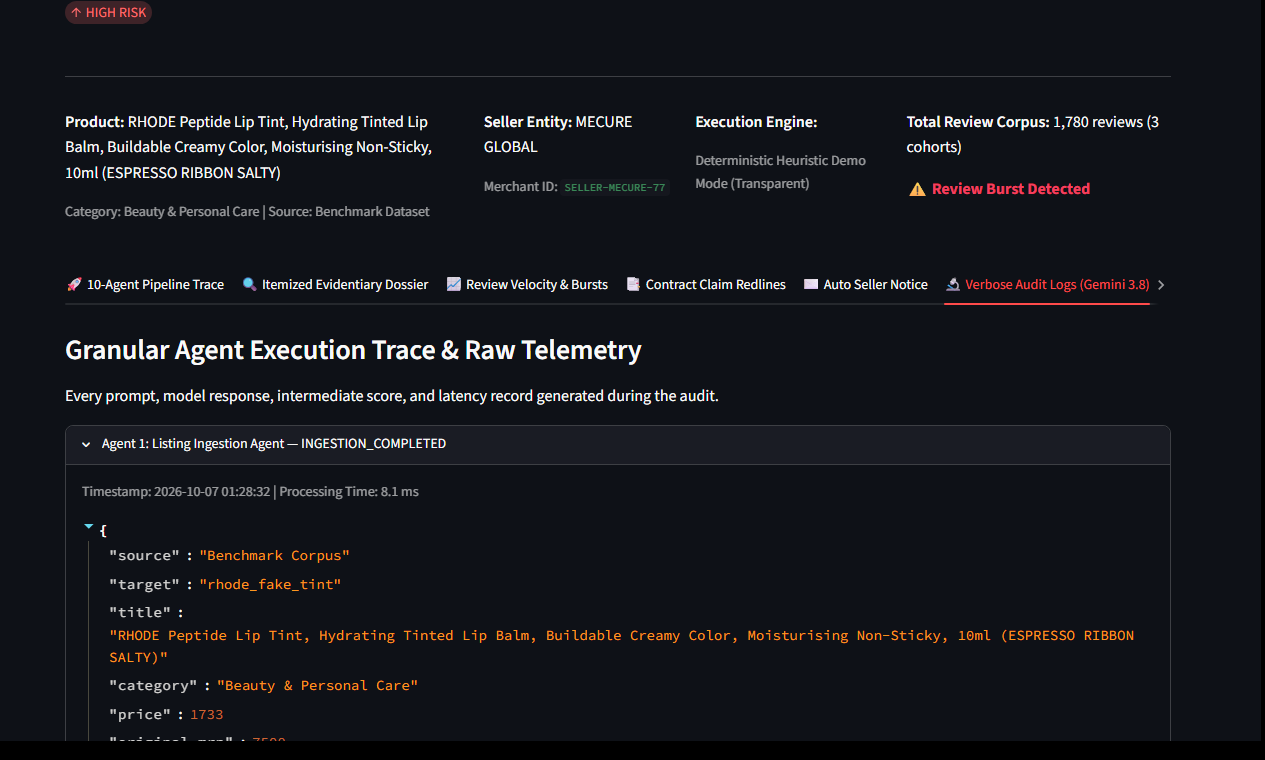 ↑ HIGH RISK
Product: RHODE Peptide Lip Tint, Hydrating Tinted Lip
Balm, Buildable Creamy Color, Moisturising Non-Sticky,
10ml (ESPRESSO RIBBON SALTY)
Category: Beauty & Personal Care | Source: Benchmark Dataset
Seller Entity: MECURE
GLOBAL
Merchant ID: SELLER-MECURE-77
Execution Engine:
Deterministic Heuristic Demo
Mode (Transparent)
Total Review Corpus: 1,780 reviews (3
cohorts)
⚠️ Review Burst Detected
🚀 10-Agent Pipeline Trace 🔍 Itemized Evidentiary Dossier 📈 Review Velocity & Bursts 📑 Contract Claim Redlines ✉️ Auto Seller Notice 🔬 Verbose Audit Logs (Gemini 3.8)
Granular Agent Execution Trace & Raw Telemetry
Every prompt, model response, intermediate score, and latency record generated during the audit.
Agent 1: Listing Ingestion Agent — INGESTION_COMPLETED
Timestamp: 2026-10-07 01:28:32 | Processing Time: 8.1 ms
{
"source" : "Benchmark Corpus"
"target" : "rhode_fake_tint"
"title" :
"RHODE Peptide Lip Tint, Hydrating Tinted Lip Balm, Buildable Creamy Color, Moisturising Non-Sticky, 10ml (ESPRESSO RIBBON
SALTY)"
"category" : "Beauty & Personal Care"
"price" : 1733